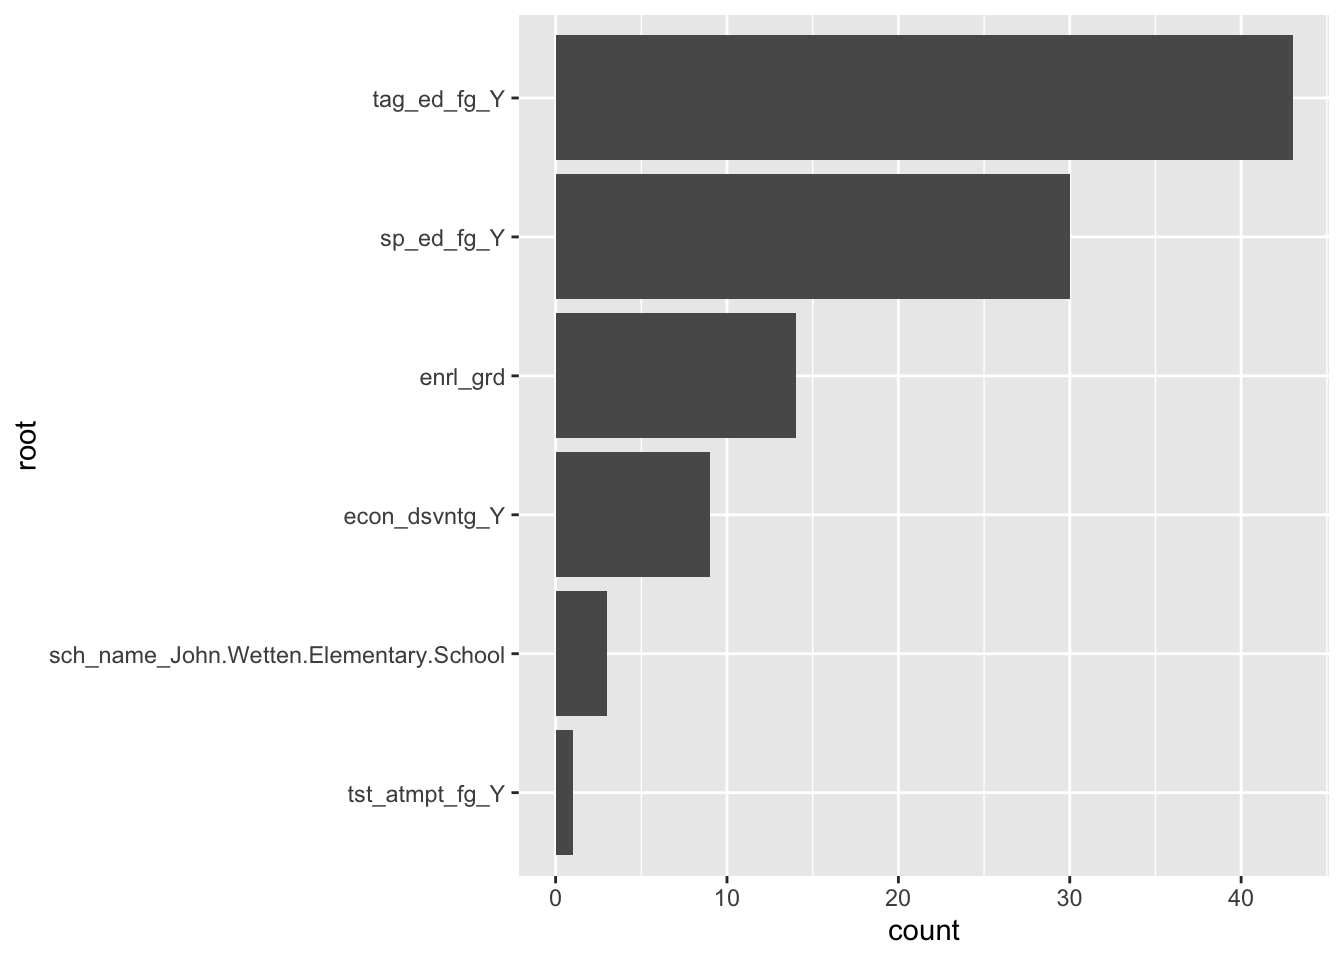 tag_ed_fg_Y
sp_ed_fg_Y
enrl_grd
econ_dsvntg_Y
sch_name_John.Wetten.Elementary.School
tst_atmpt_fg_Y
root
0 10 20 30 40
count